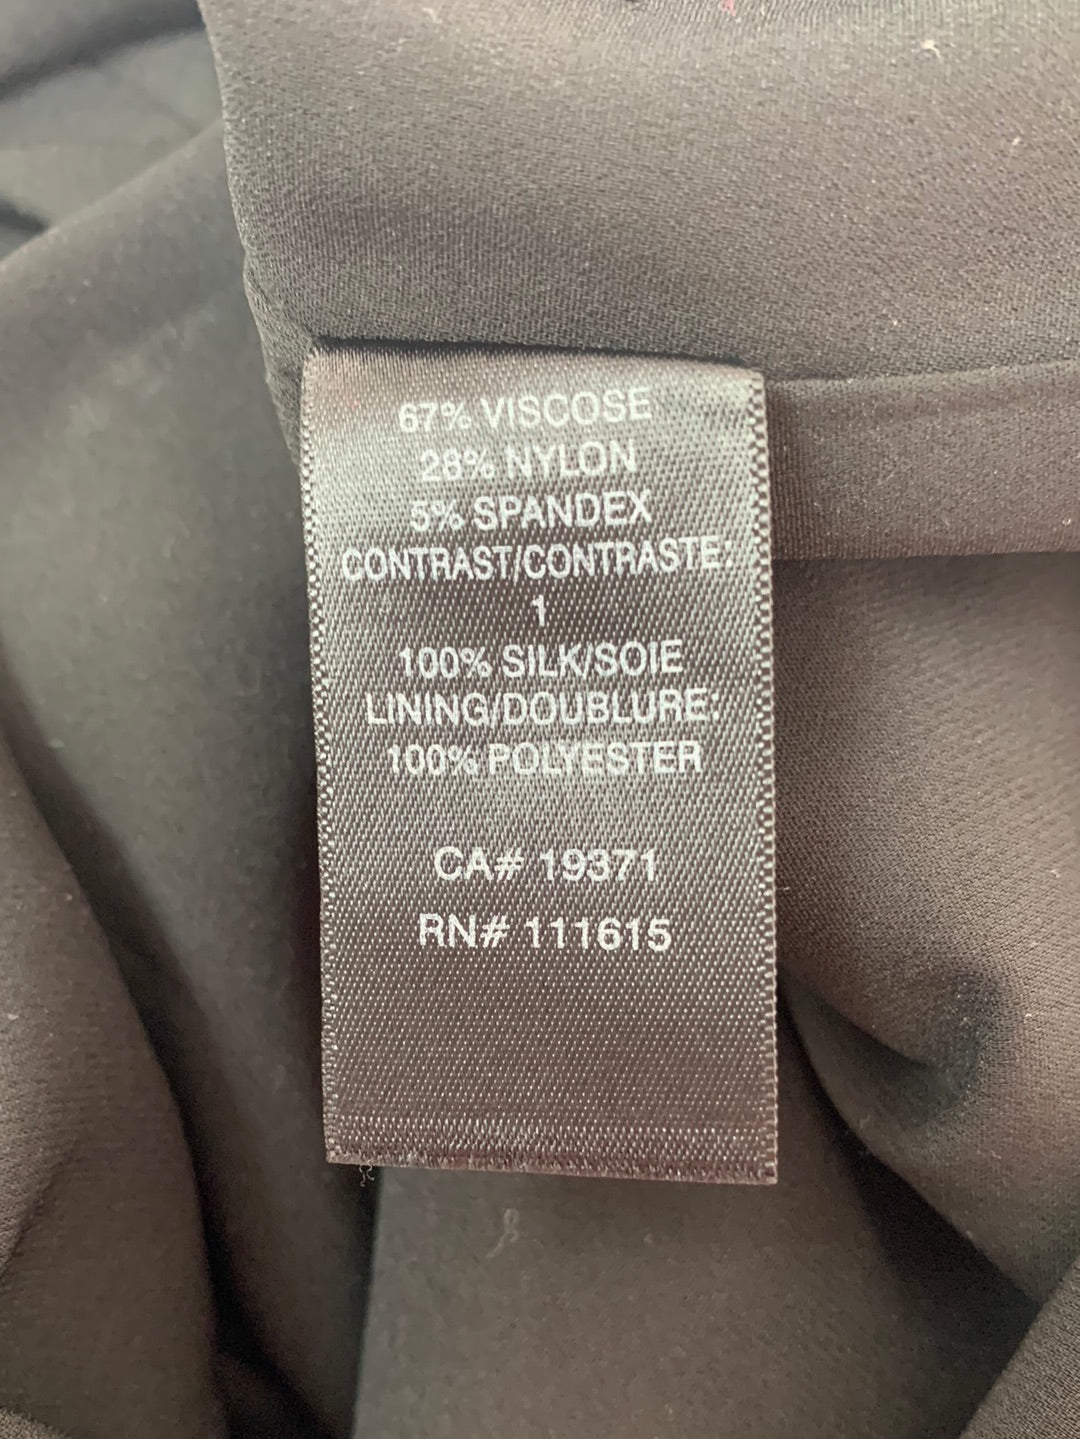 67% VISCOSE
28% NYLON
5% SPANDEX
CONTRAST/CONTRASTE:
1
100% SILK/SOIE
LINING/DOUBLURE:
100% POLYESTER
CA# 19371
RN# 111615